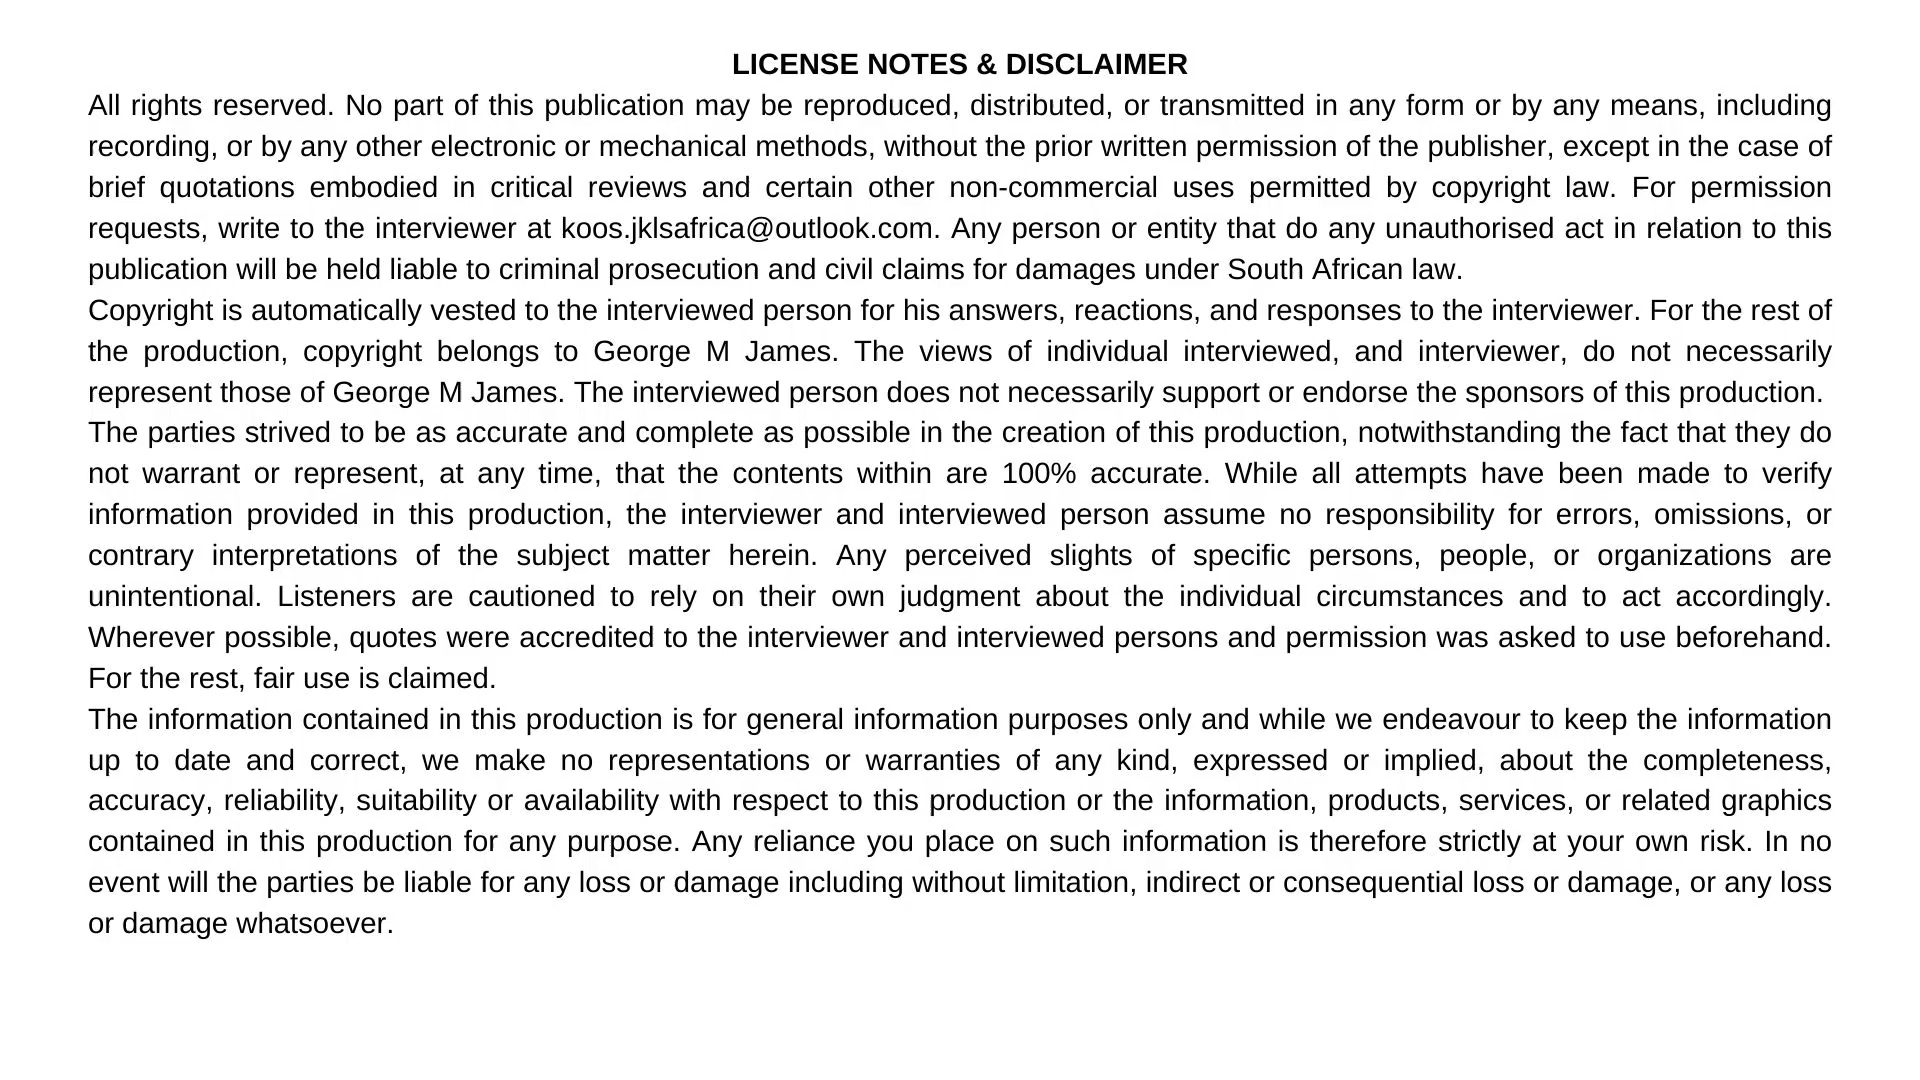 LICENSE NOTES & DISCLAIMER
All rights reserved. No part of this publication may be reproduced, distributed, or transmitted in any form or by any means, including
recording, or by any other electronic or mechanical methods, without the prior written permission of the publisher, except in the case of
brief quotations embodied in critical reviews and certain other non-commercial uses permitted by copyright law. For permission
requests, write to the interviewer at koos.jklsafrica@outlook.com. Any person or entity that do any unauthorised act in relation to this
publication will be held liable to criminal prosecution and civil claims for damages under South African law.
Copyright is automatically vested to the interviewed person for his answers, reactions, and responses to the interviewer. For the rest of
the production, copyright belongs to George M James. The views of individual interviewed, and interviewer, do not necessarily
represent those of George M James. The interviewed person does not necessarily support or endorse the sponsors of this production.
The parties strived to be as accurate and complete as possible in the creation of this production, notwithstanding the fact that they do
not warrant or represent, at any time, that the contents within are 100% accurate. While all attempts have been made to verify
information provided in this production, the interviewer and interviewed person assume no responsibility for errors, omissions, or
contrary interpretations of the subject matter herein. Any perceived slights of specific persons, people, or organizations are
unintentional. Listeners are cautioned to rely on their own judgment about the individual circumstances and to act accordingly.
Wherever possible, quotes were accredited to the interviewer and interviewed persons and permission was asked to use beforehand.
For the rest, fair use is claimed.
The information contained in this production is for general information purposes only and while we endeavour to keep the information
up to date and correct, we make no representations or warranties of any kind, expressed or implied, about the completeness,
accuracy, reliability, suitability or availability with respect to this production or the information, products, services, or related graphics
contained in this production for any purpose. Any reliance you place on such information is therefore strictly at your own risk. In no
event will the parties be liable for any loss or damage including without limitation, indirect or consequential loss or damage, or any loss
or damage whatsoever.